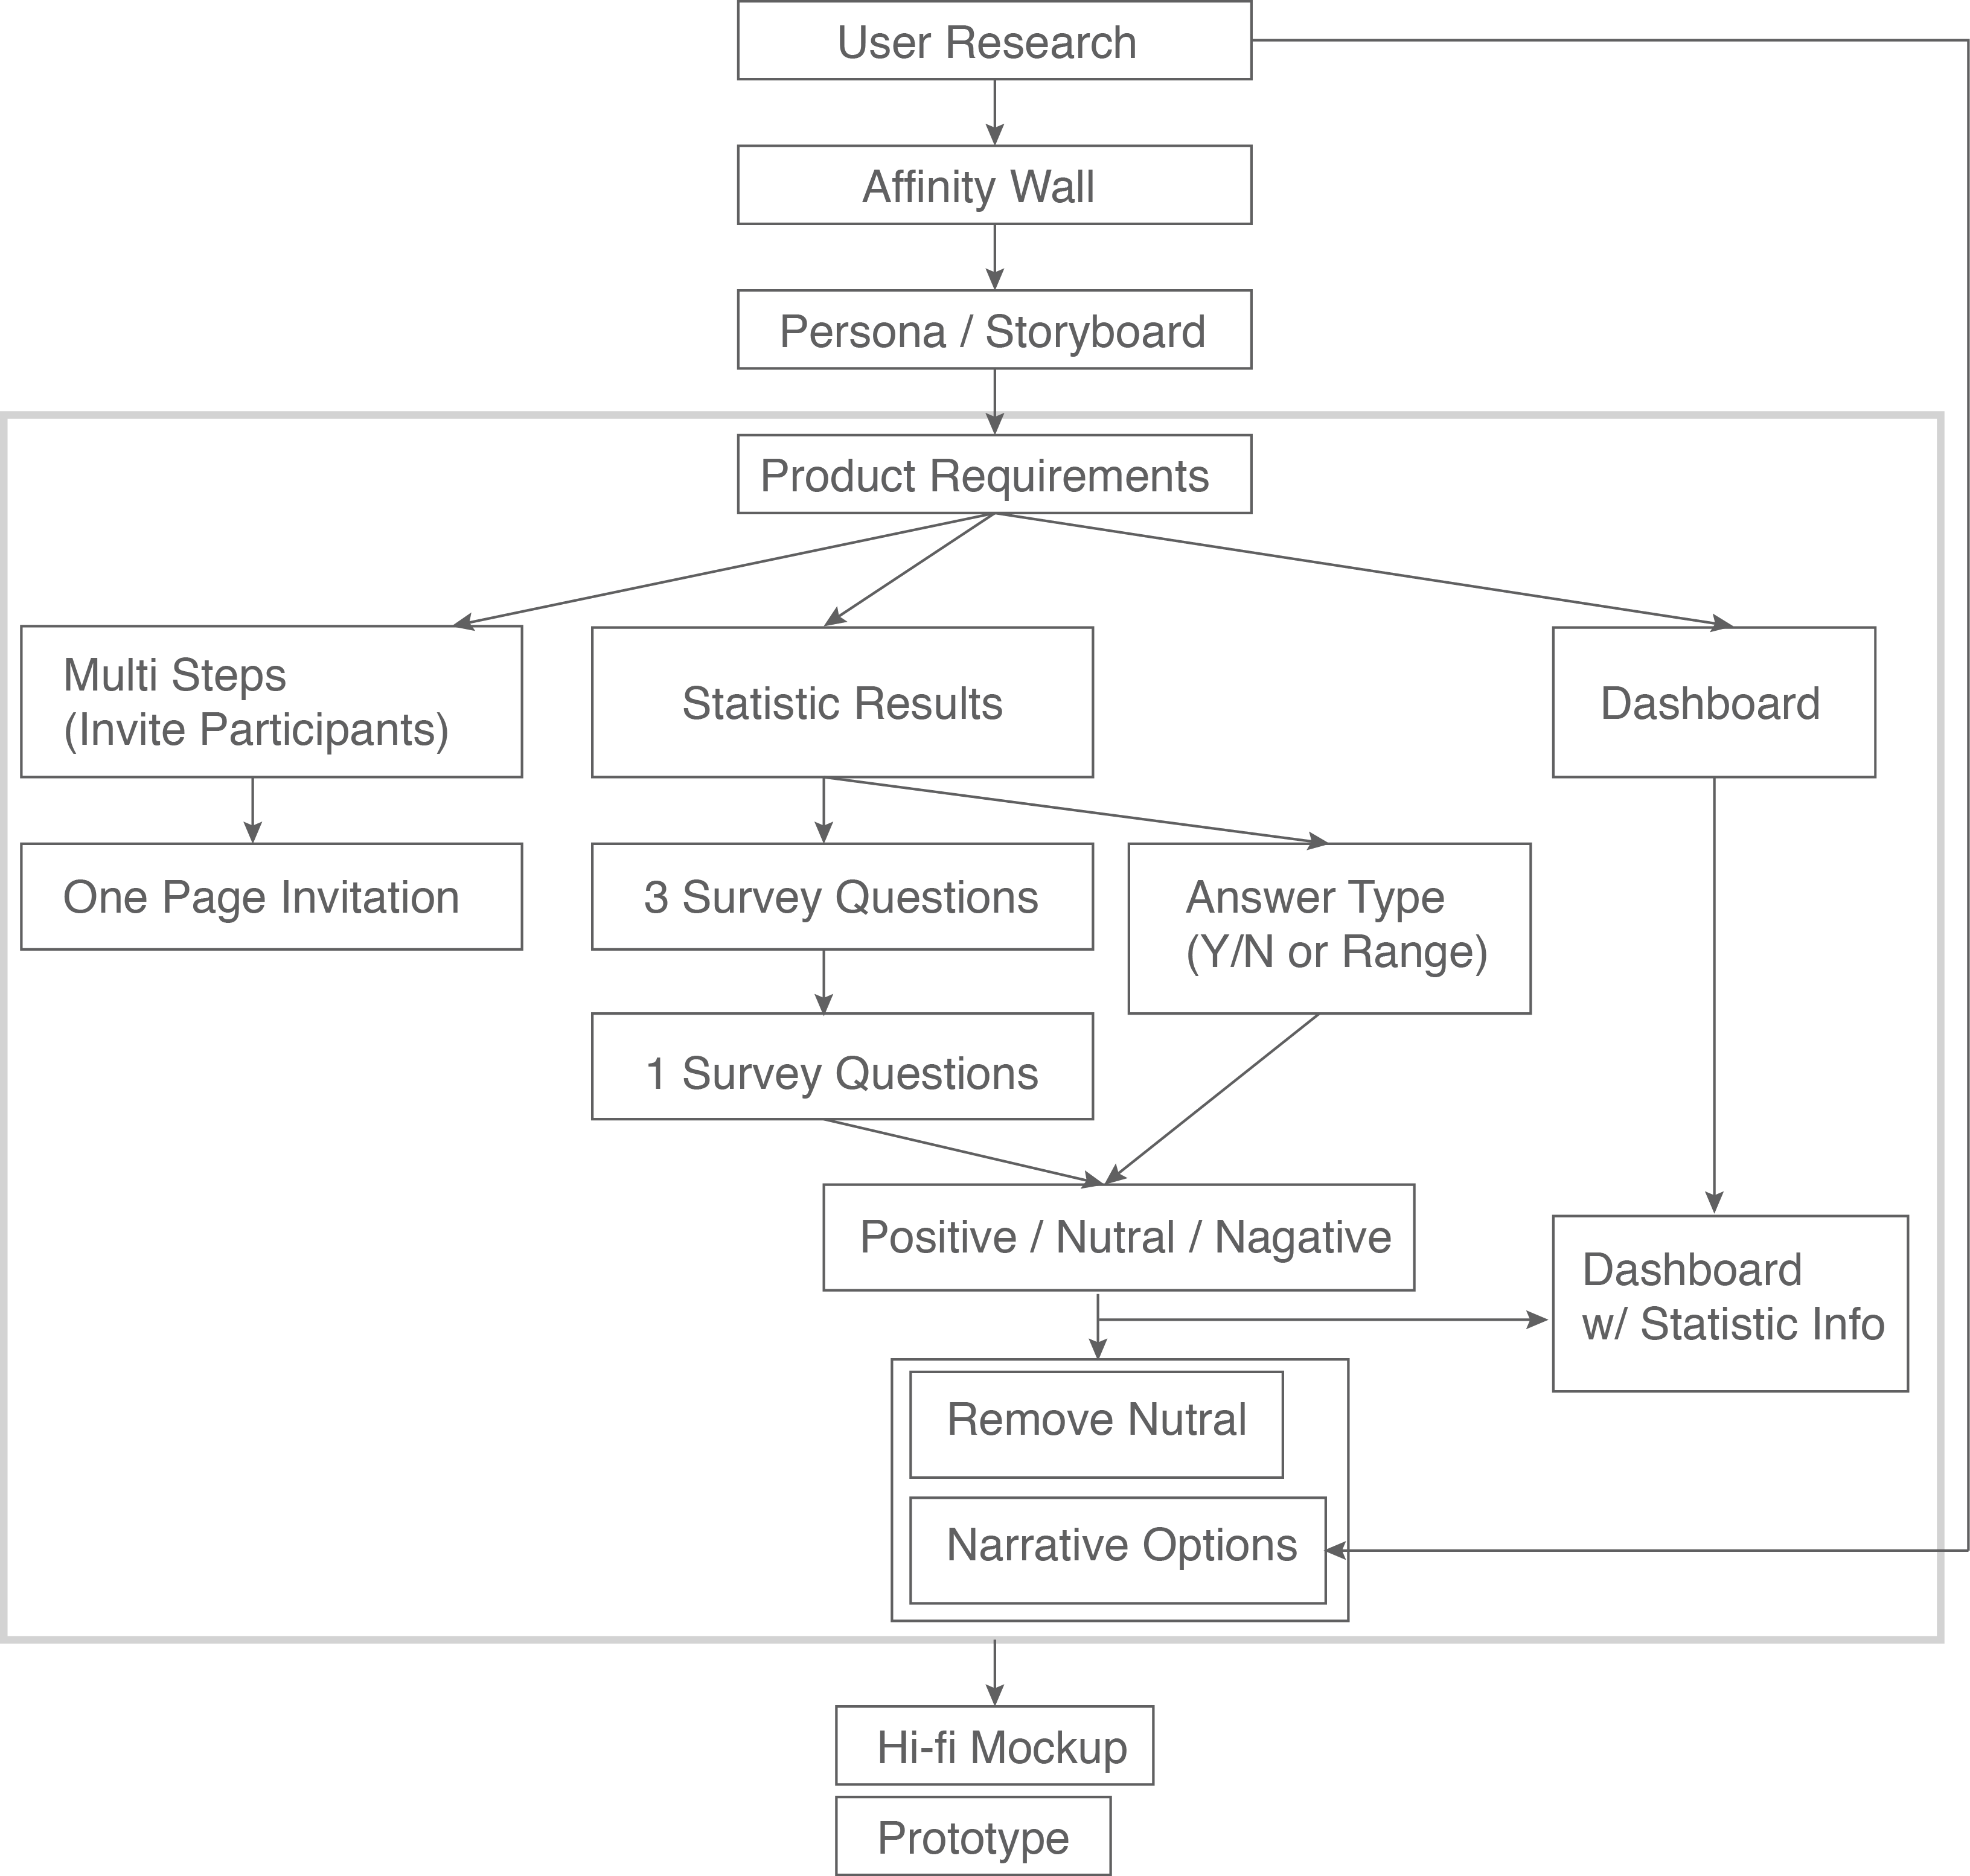 User Research
Affinity Wall
Persona / Storyboard
Product Requirements
Multi Steps
(Invite Participants)
Statistic Results
Dashboard
One Page Invitation
3 Survey Questions
Answer Type
(Y/N or Range)
1 Survey Questions
Positive / Nutral / Nagative
Dashboard
w/ Statistic Info
Remove Nutral
Narrative Options
Hi-fi Mockup
Prototype